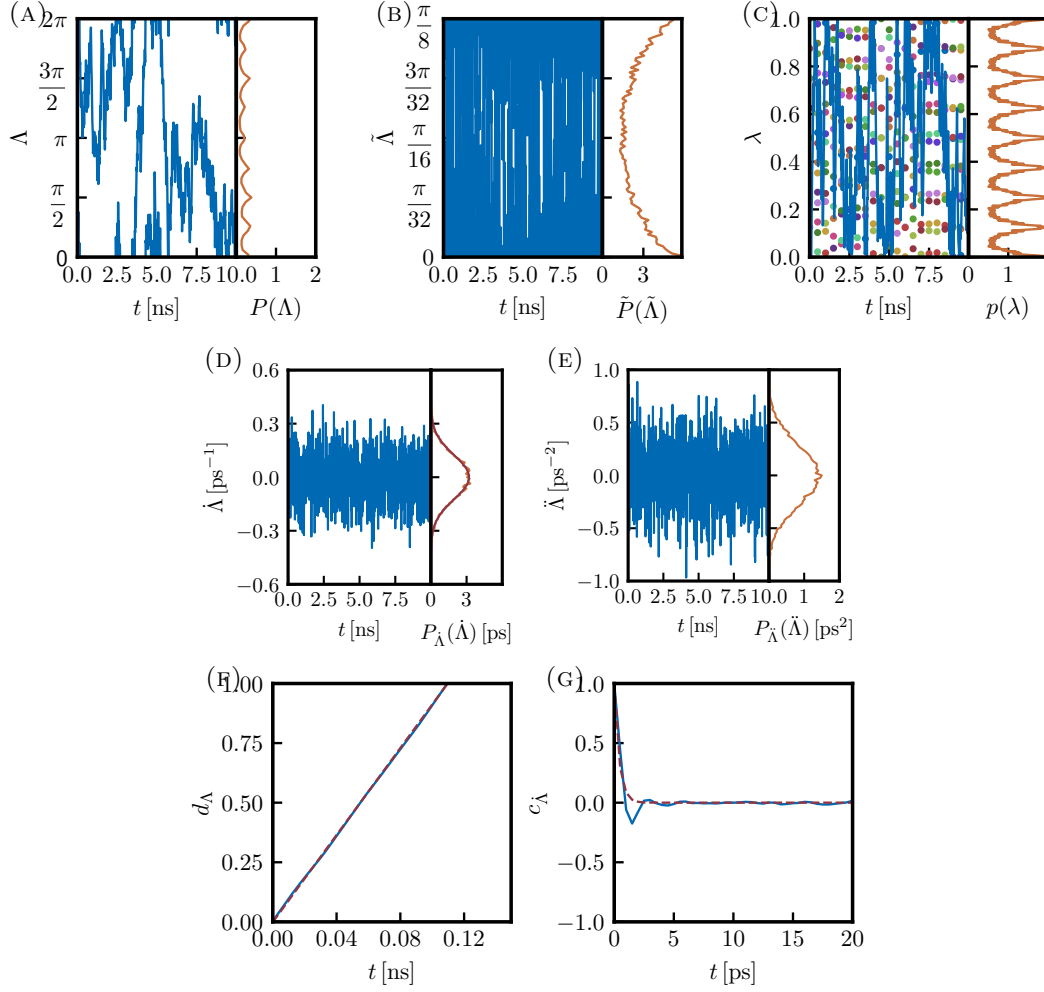 (A)
2π
3π/2
π
π/2
0
Λ
0.0 2.5 5.0 7.5 10.0
0 1 2
t [ns]
P(Λ)
(B)
π/8
3π/32
π/16
π/32
0
Λ̃
0.0 2.5 5.0 7.5
0 3
t [ns]
P̃(Λ̃)
(C)
1.0
0.8
0.6
0.4
0.2
0.0
λ
0.0 2.5 5.0 7.5
0 1
t [ns]
p(λ)
(D)
0.6
0.3
0.0
−0.3
−0.6
Λ̇ [ps⁻¹]
0.0 2.5 5.0 7.5
0 3
t [ns]
P_Λ̇(Λ̇) [ps]
(E)
1.0
0.5
0.0
−0.5
−1.0
Λ̈ [ps⁻²]
0.0 2.5 5.0 7.5 10.0
1 2
t [ns]
P_Λ̈(Λ̈) [ps²]
(F)
1.00
0.75
0.50
0.25
0.00
d_Λ
0.00 0.04 0.08 0.12
t [ns]
(G)
1.0
0.5
0.0
−0.5
−1.0
c_Λ̇
0 5 10 15 20
t [ps]